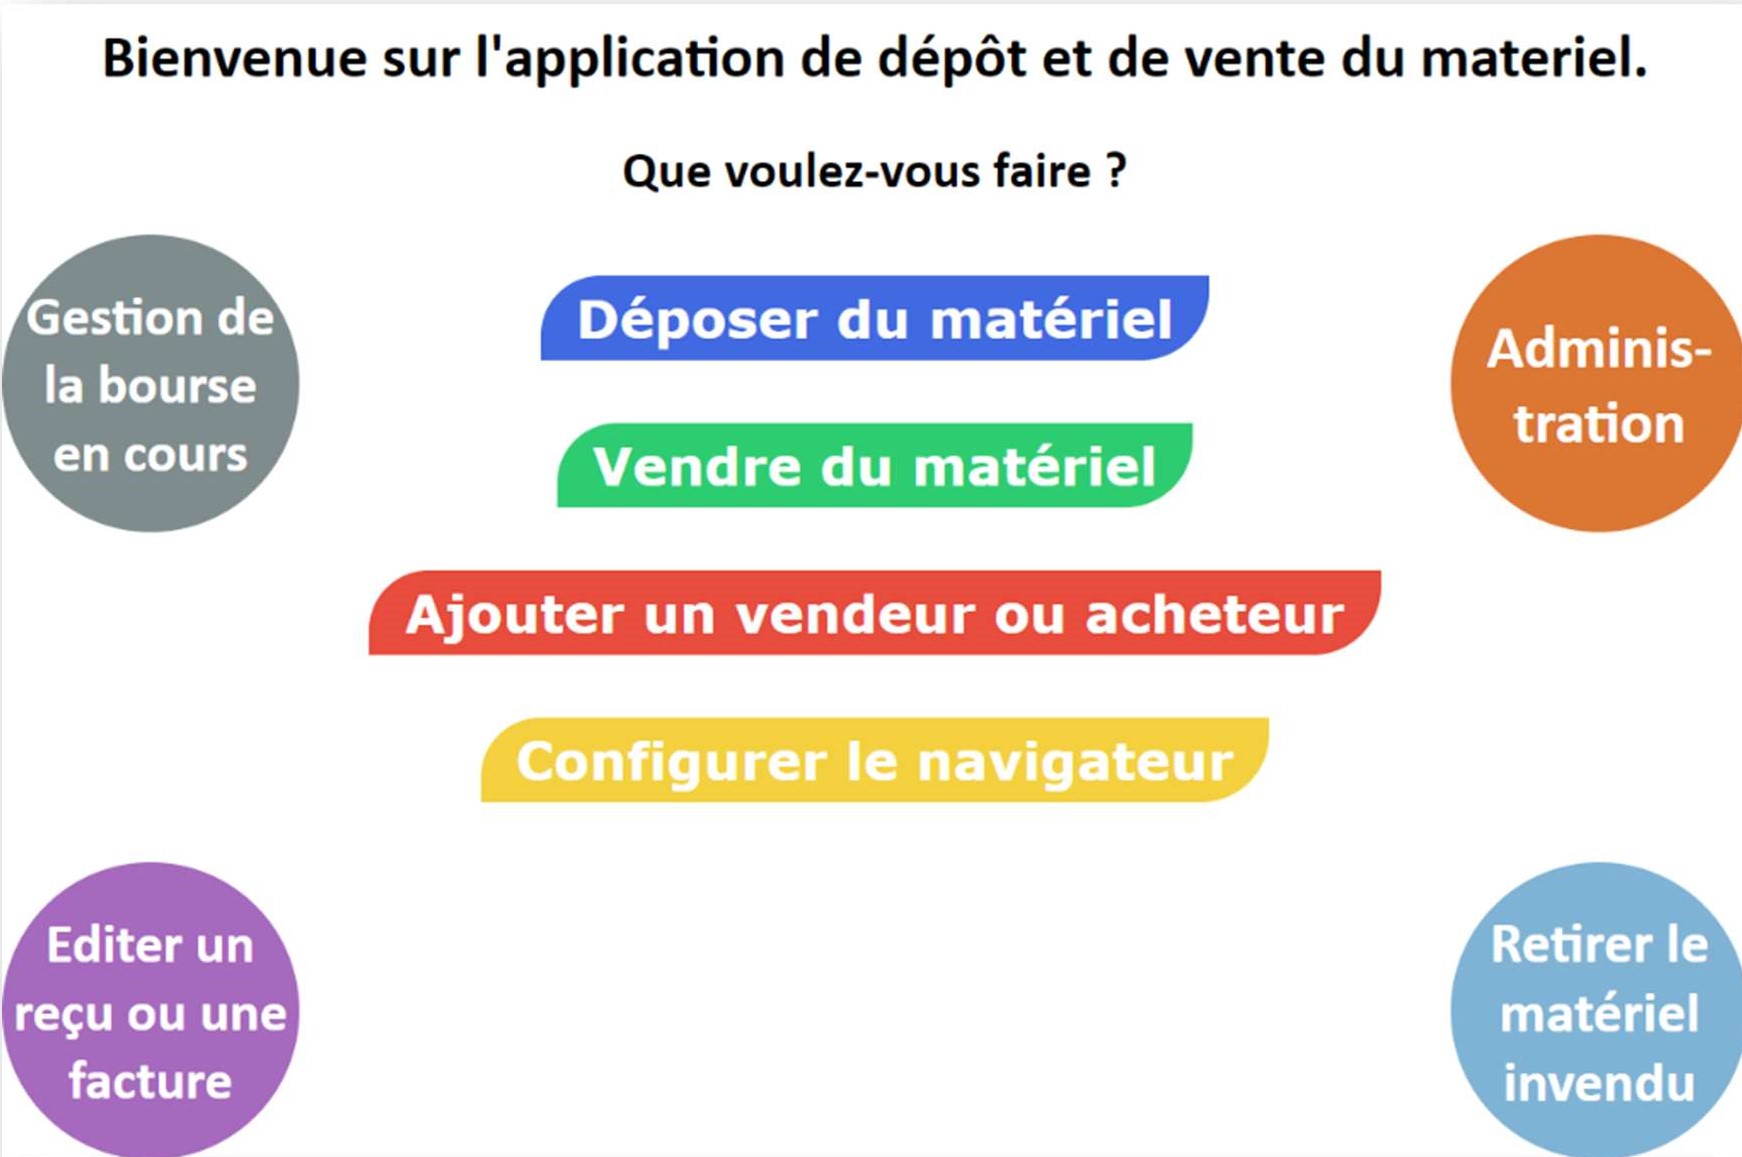 Bienvenue sur l'application de dépôt et de vente du materiel.
Que voulez-vous faire ?
Gestion de
la bourse
en cours
Déposer du matériel
Vendre du matériel
Ajouter un vendeur ou acheteur
Configurer le navigateur
Adminis-
tration
Editer un
reçu ou une
facture
Retirer le
matériel
invendu